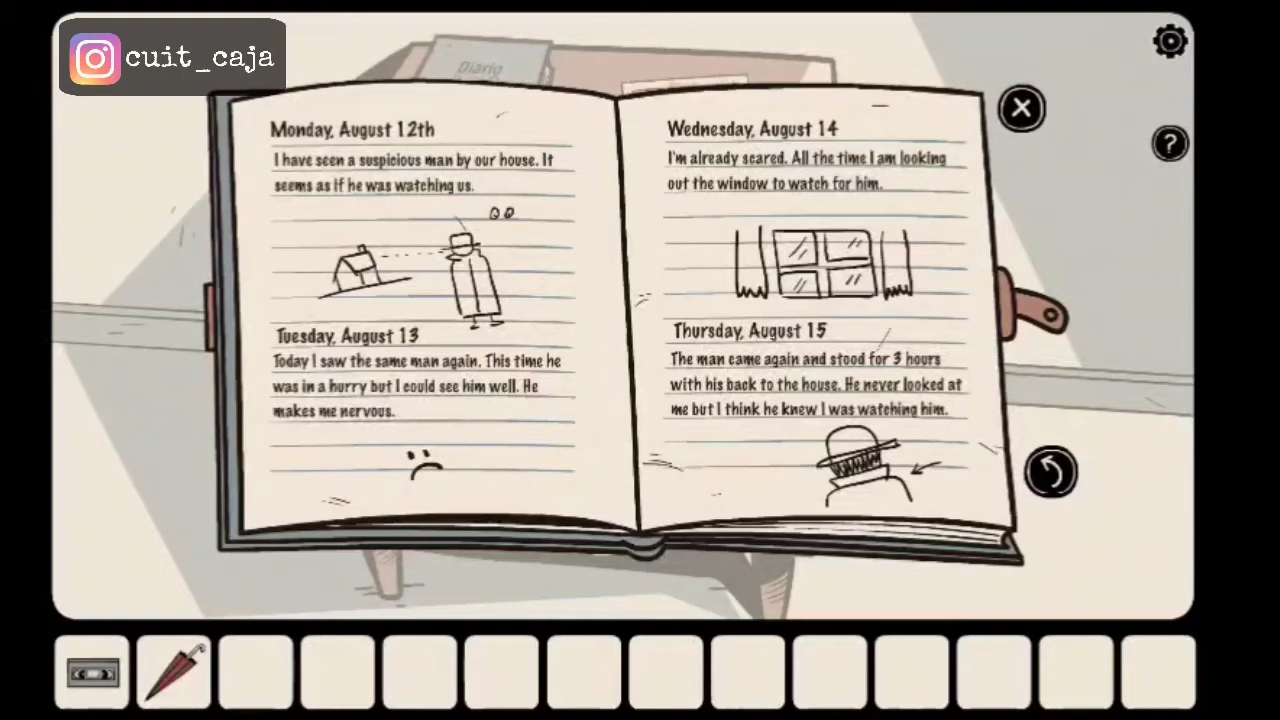 cuit_caja
Diario
Monday, August 12th
I have seen a suspicious man by our house. It
seems as if he was watching us.
Tuesday, August 13
Today I saw the same man again. This time he
was in a hurry but I could see him well. He
makes me nervous.
Wednesday, August 14
I'm already scared. All the time I am looking
out the window to watch for him.
Thursday, August 15
The man came again and stood for 3 hours
with his back to the house. He never looked at
me but I think he knew I was watching him.
?